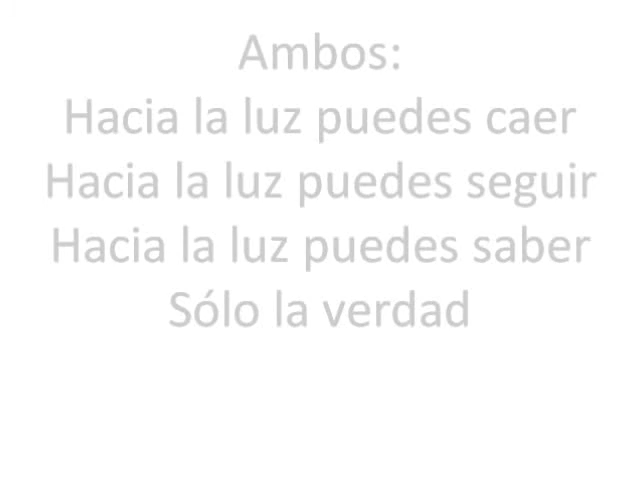 Ambos:
Hacia la luz puedes caer
Hacia la luz puedes seguir
Hacia la luz puedes saber
Sólo la verdad